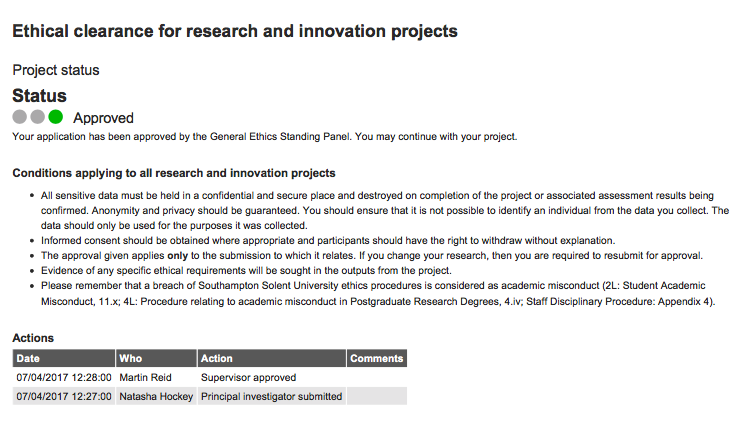 Ethical clearance for research and innovation projects
Project status
Status
Approved
Your application has been approved by the General Ethics Standing Panel. You may continue with your project.
Conditions applying to all research and innovation projects
• All sensitive data must be held in a confidential and secure place and destroyed on completion of the project or associated assessment results being
confirmed. Anonymity and privacy should be guaranteed. You should ensure that it is not possible to identify an individual from the data you collect. The
data should only be used for the purposes it was collected.
• Informed consent should be obtained where appropriate and participants should have the right to withdraw without explanation.
• The approval given applies only to the submission to which it relates. If you change your research, then you are required to resubmit for approval.
• Evidence of any specific ethical requirements will be sought in the outputs from the project.
• Please remember that a breach of Southampton Solent University ethics procedures is considered as academic misconduct (2L: Student Academic
Misconduct, 11.x; 4L: Procedure relating to academic misconduct in Postgraduate Research Degrees, 4.iv; Staff Disciplinary Procedure: Appendix 4).
Actions
Date Who Action Comments
07/04/2017 12:28:00 Martin Reid Supervisor approved
07/04/2017 12:27:00 Natasha Hockey Principal investigator submitted